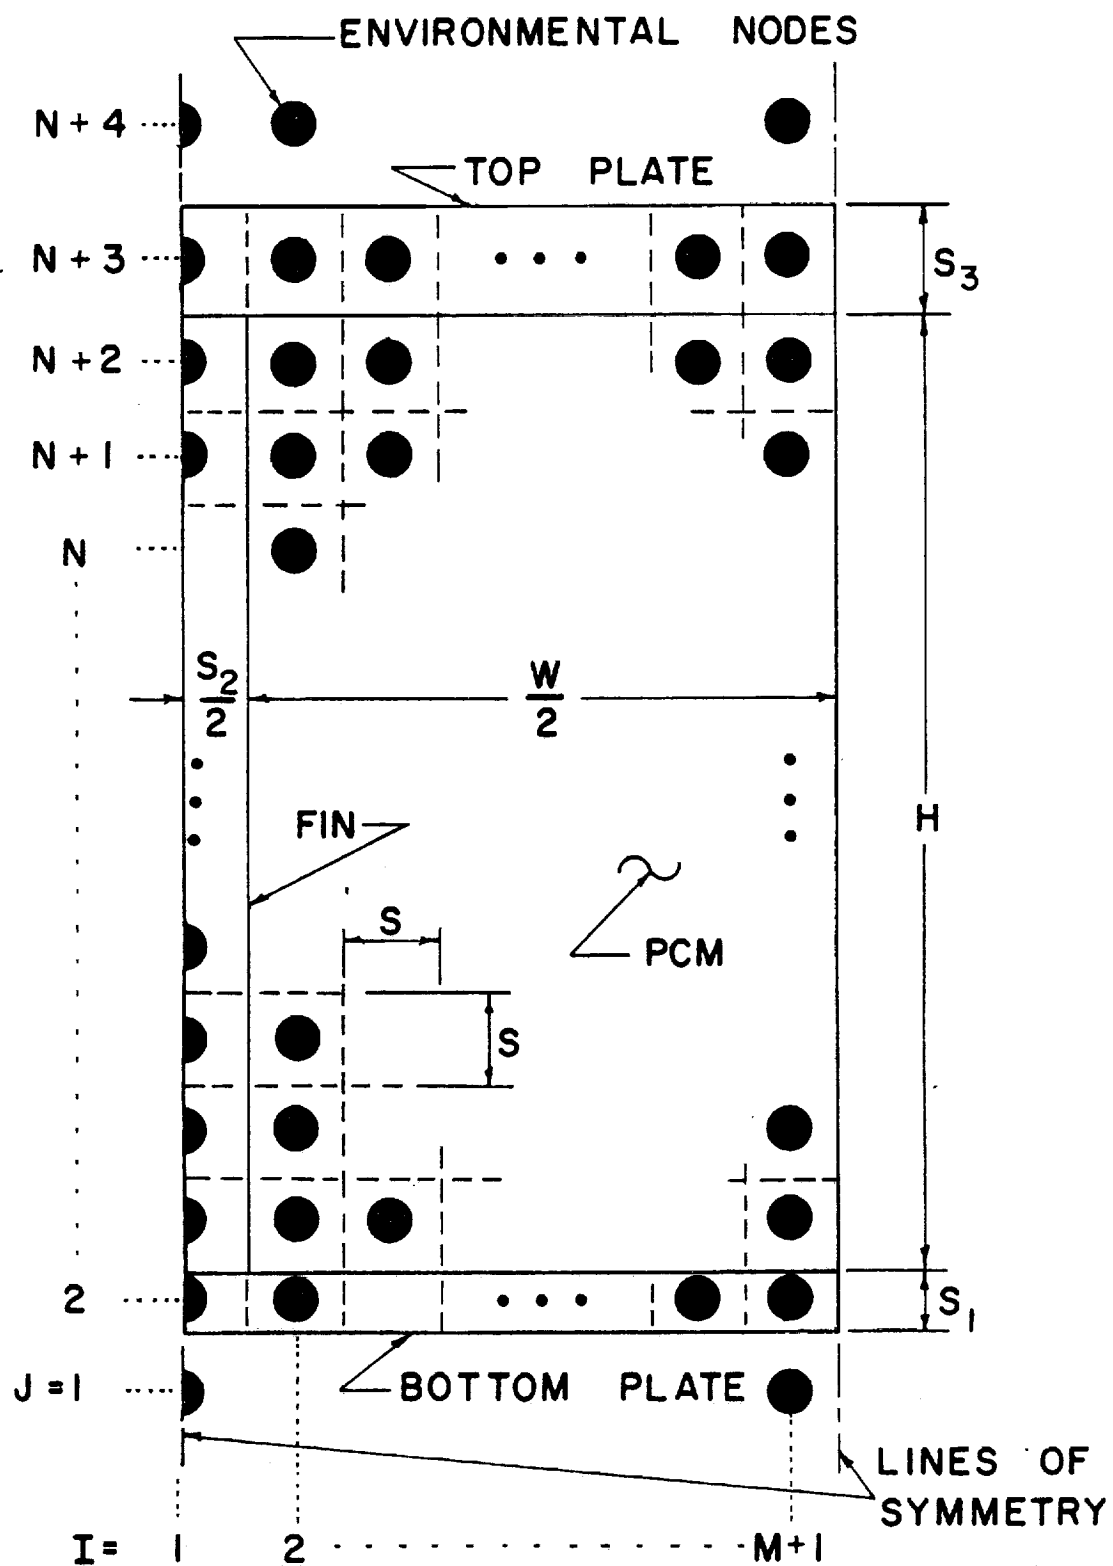 ENVIRONMENTAL NODES
N + 4
TOP PLATE
N + 3
S3
N + 2
N + 1
N
S2
2
W
2
FIN
H
S
PCM
S
2
S1
J = 1
BOTTOM PLATE
LINES OF
SYMMETRY
I = 1 2 M+1